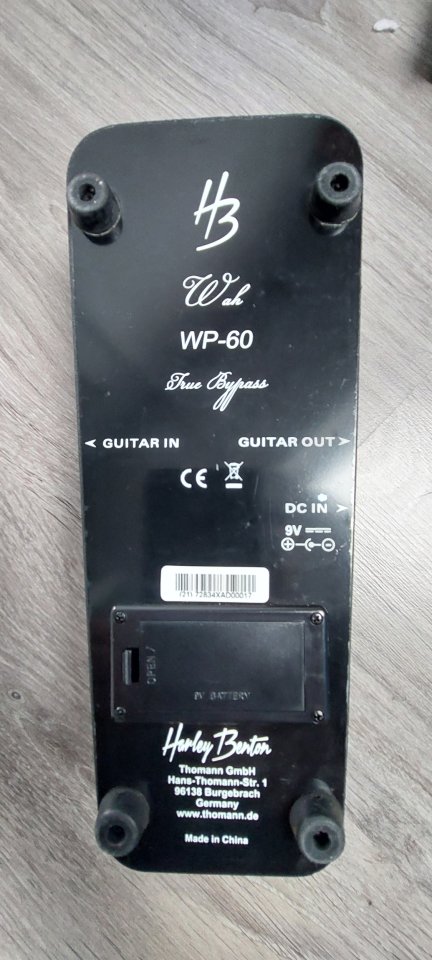 HB
Wah
WP-60
True Bypass
< GUITAR IN GUITAR OUT >
CE
DC IN >
9V
(21) 72834XAD00017
OPEN /
9V BATTERY
Harley Benton
Thomann GmbH
Hans-Thomann-Str. 1
96138 Burgebrach
Germany
www.thomann.de
Made in China